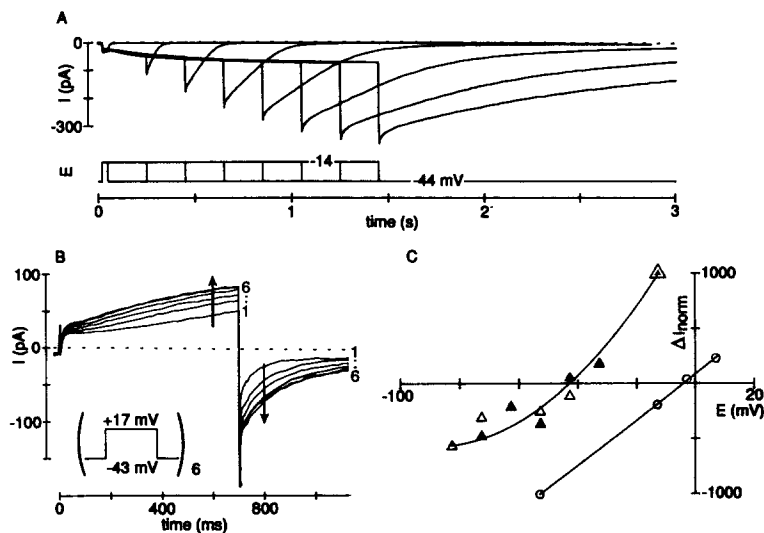 A
0
I (pA)
-300
E
-14
-44 mV
0
1
2
3
time (s)
B
100
I (pA)
0
-100
6
1
1
6
+17 mV
-43 mV
6
0
400
800
time (ms)
C
1000
ΔInorm
-100
20
E (mV)
-1000